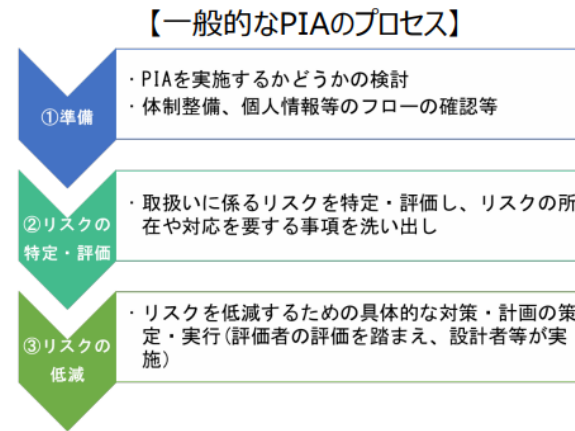 【一般的なPIAのプロセス】
①準備
・PIAを実施するかどうかの検討
・体制整備、個人情報等のフローの確認等
②リスクの
特定・評価
・取扱いに係るリスクを特定・評価し、リスクの所
在や対応を要する事項を洗い出し
③リスクの
低減
・リスクを低減するための具体的な対策・計画の策
定・実行(評価者の評価を踏まえ、設計者等が実
施)